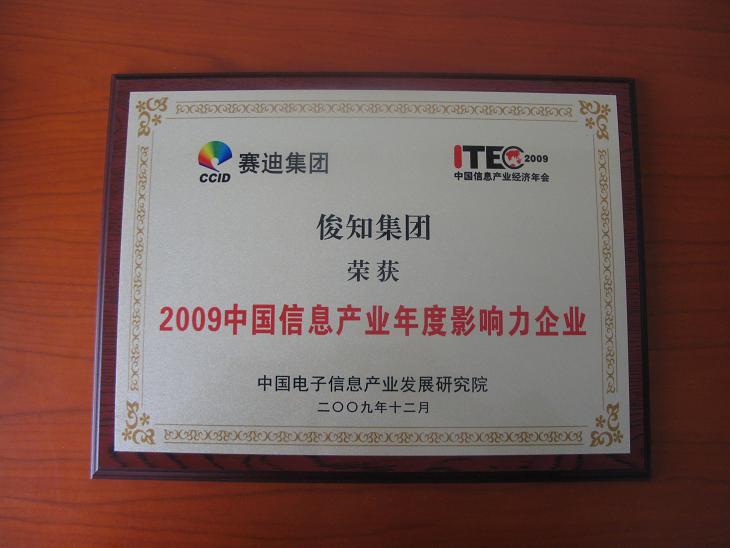 CCID 赛迪集团
ITEC 2009
中国信息产业经济年会
俊知集团
荣获
2009中国信息产业年度影响力企业
中国电子信息产业发展研究院
二〇〇九年十二月